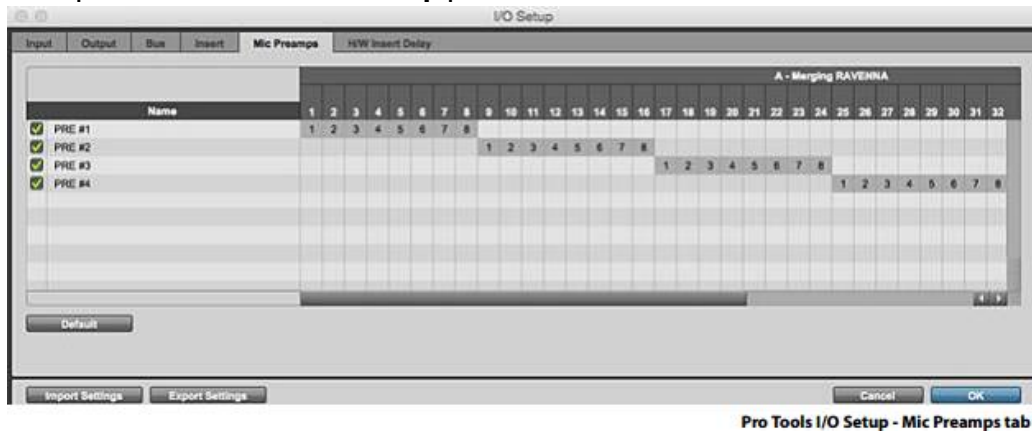 I/O Setup
Input Output Bus Insert Mic Preamps H/W Insert Delay
A - Merging RAVENNA
Name 1 2 3 4 5 6 7 8 9 10 11 12 13 14 15 16 17 18 19 20 21 22 23 24 25 26 27 28 29 30 31 32
PRE #1 1 2 3 4 5 6 7 8
PRE #2 1 2 3 4 5 6 7 8
PRE #3 1 2 3 4 5 6 7 8
PRE #4 1 2 3 4 5 6 7 8
Default
Import Settings Export Settings Cancel OK
Pro Tools I/O Setup - Mic Preamps tab